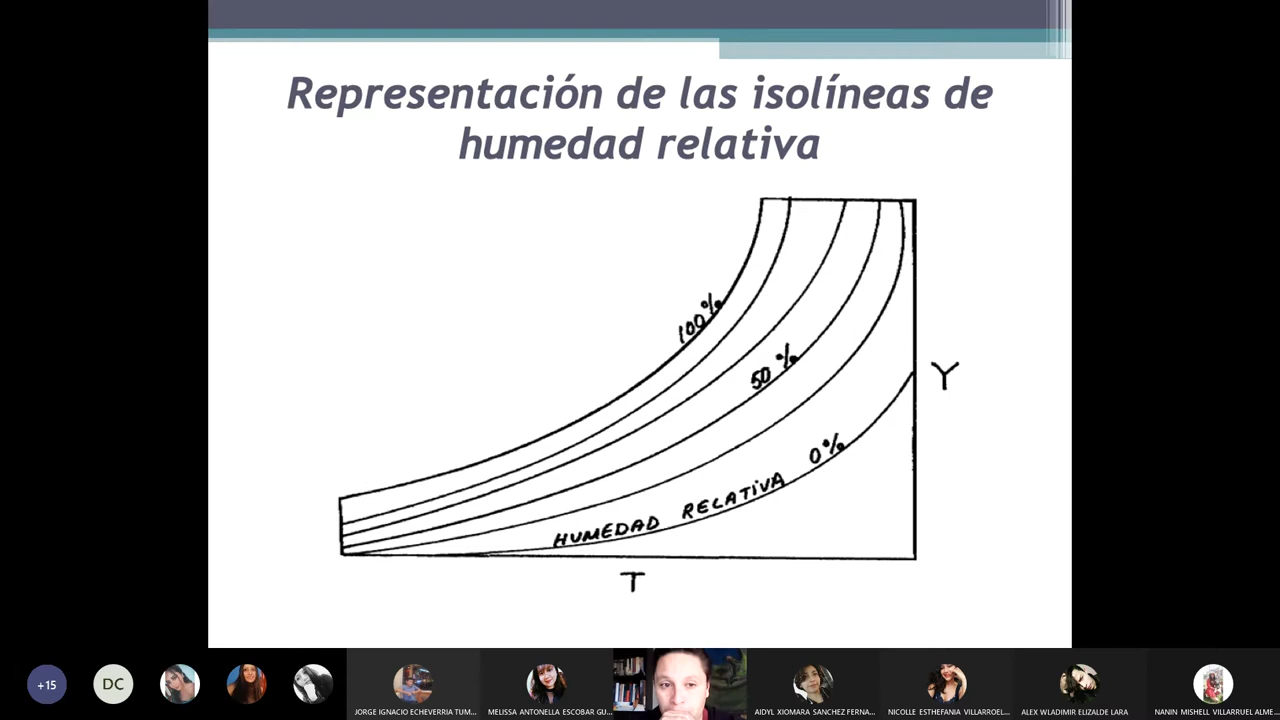 Representación de las isolíneas de
humedad relativa
100%
50 %
0%
HUMEDAD RELATIVA
Y
T
+15
DC
JORGE IGNACIO ECHEVERRIA TUM...
MELISSA ANTONELLA ESCOBAR GU...
AIDYL XIOMARA SANCHEZ FERNA...
NICOLLE ESTHEFANIA VILLARROEL...
ALEX WLADIMIR ELIZALDE LARA
NANIN MISHELL VILLARRUEL ALME...